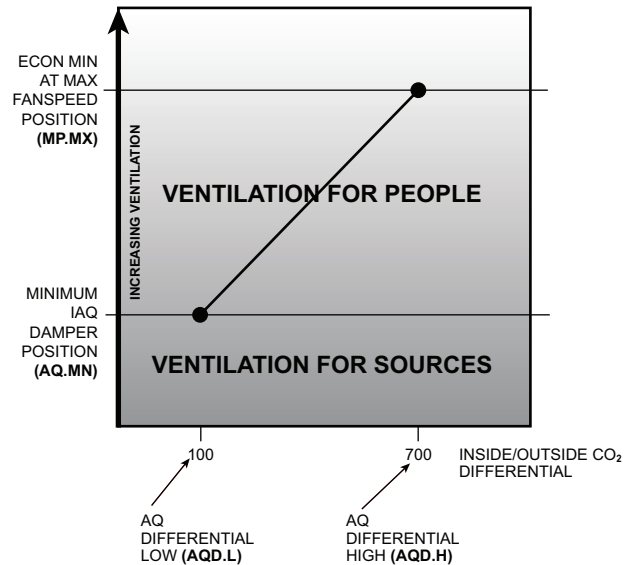 ECON MIN
AT MAX
FANSPEED
POSITION
(MP.MX)
INCREASING VENTILATION
VENTILATION FOR PEOPLE
MINIMUM
IAQ
DAMPER
POSITION
(AQ.MN)
VENTILATION FOR SOURCES
100
700
INSIDE/OUTSIDE CO₂
DIFFERENTIAL
AQ
DIFFERENTIAL
LOW (AQD.L)
AQ
DIFFERENTIAL
HIGH (AQD.H)